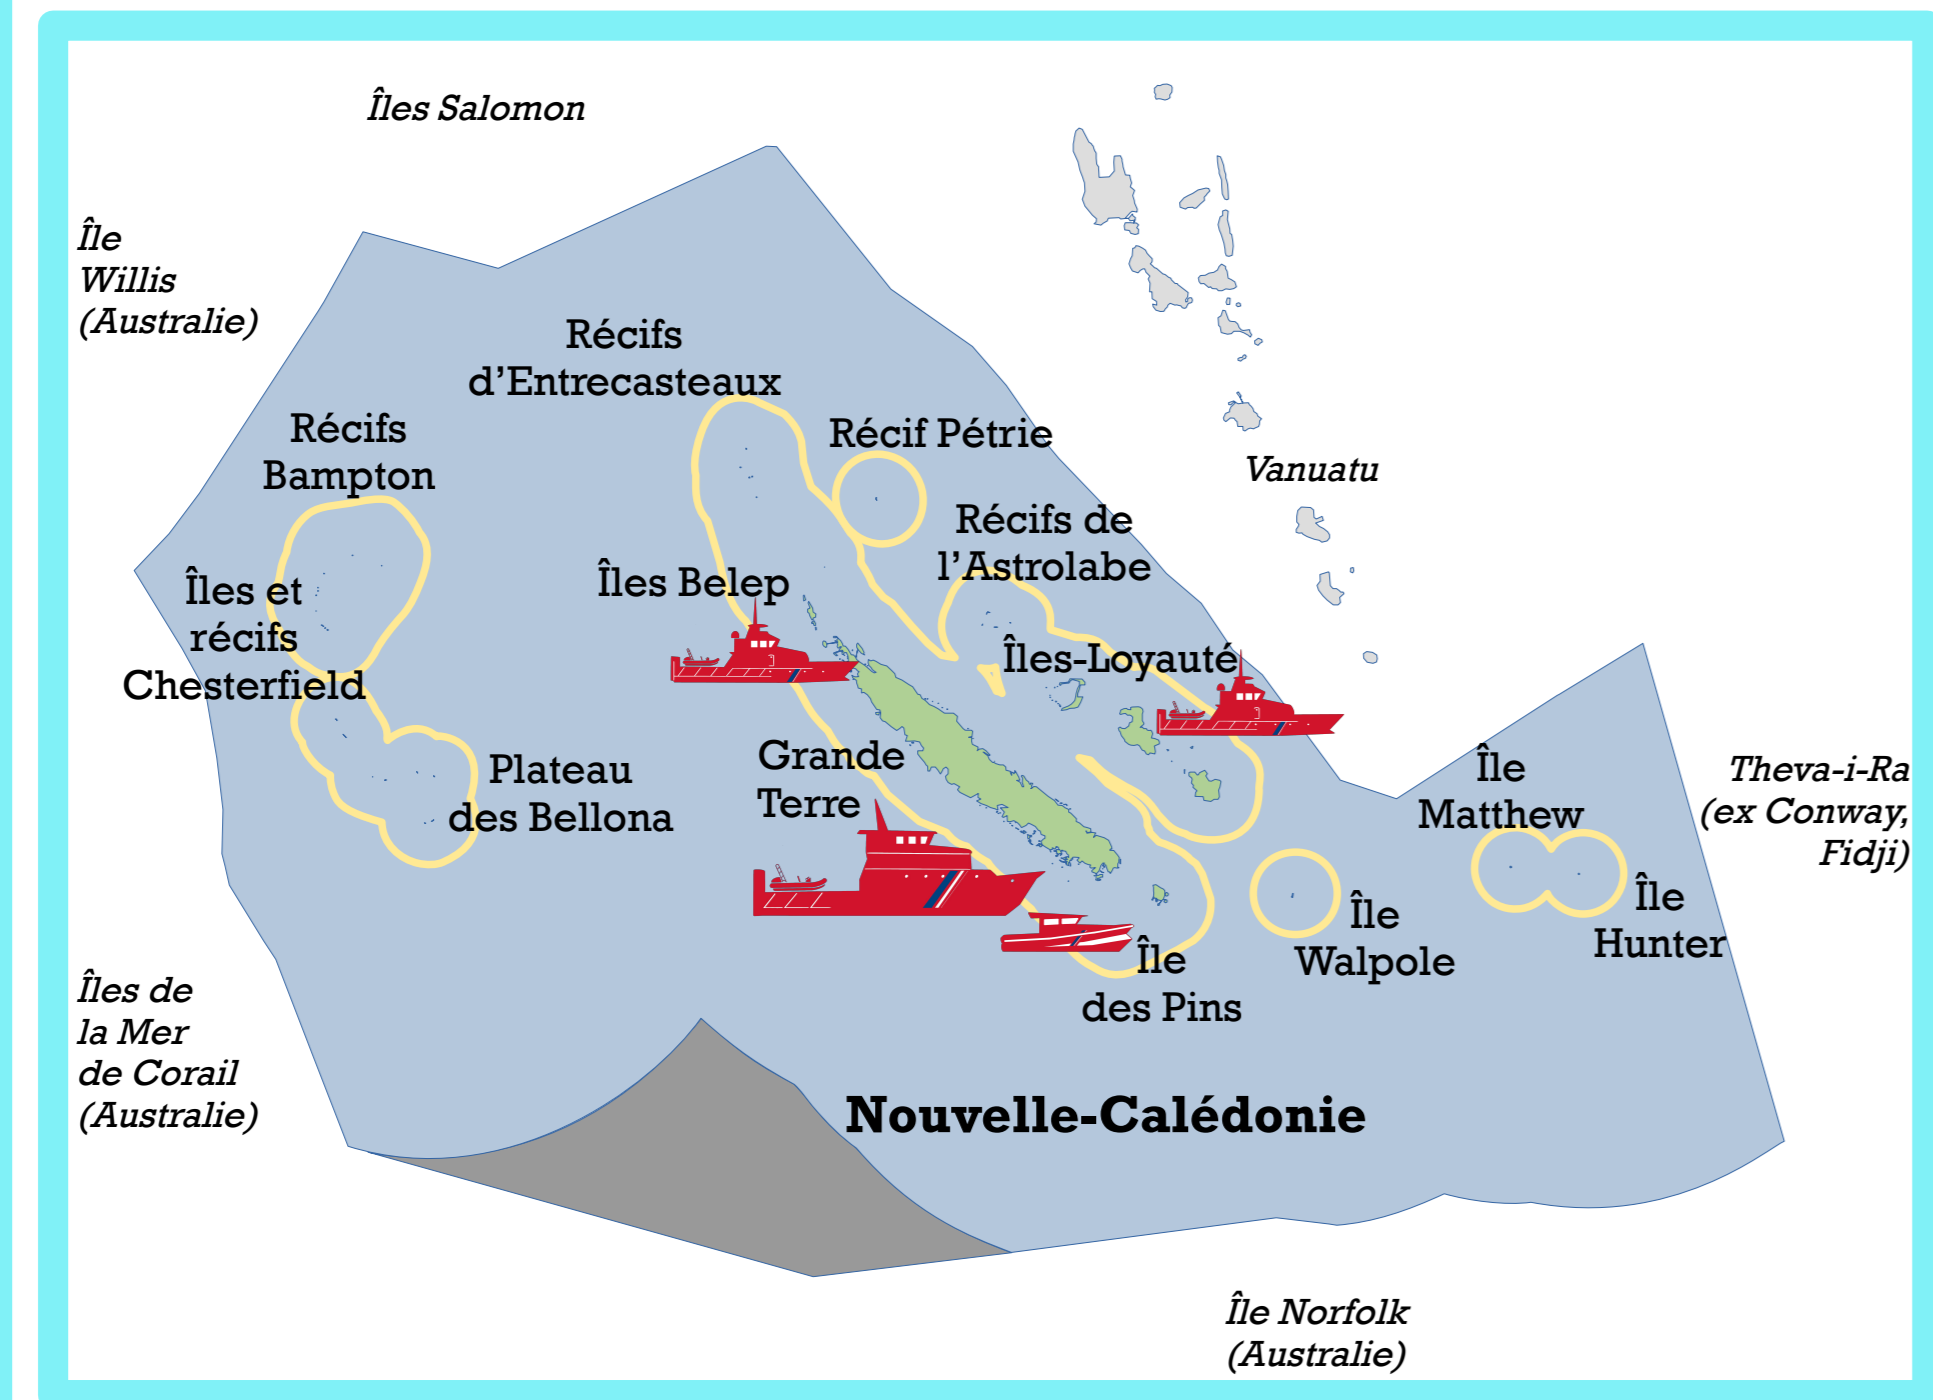 Îles Salomon
Île
Willis
(Australie)
Récifs
d’Entrecasteaux
Récifs
Bampton
Récif Pétrie
Vanuatu
Récifs de
l’Astrolabe
Îles Belep
Îles et
récifs
Chesterfield
Îles-Loyauté
Grande
Terre
Plateau
des Bellona
Île
Matthew
Theva-i-Ra
(ex Conway,
Fidji)
Île
Hunter
Île
Walpole
Île
des Pins
Îles de
la Mer
de Corail
(Australie)
Nouvelle-Calédonie
Île Norfolk
(Australie)